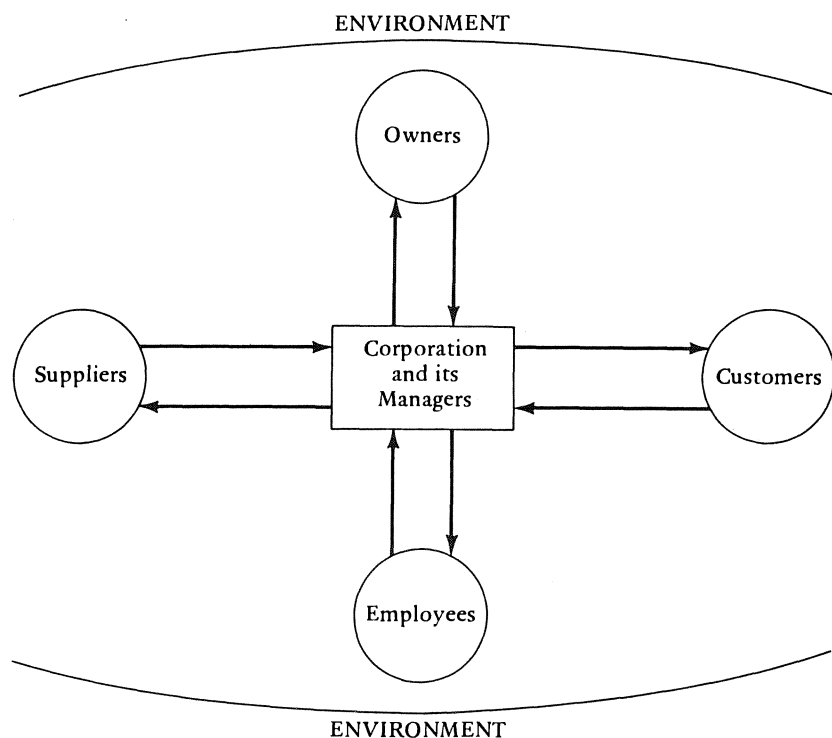 ENVIRONMENT
Owners
Suppliers
Corporation
and its
Managers
Customers
Employees
ENVIRONMENT